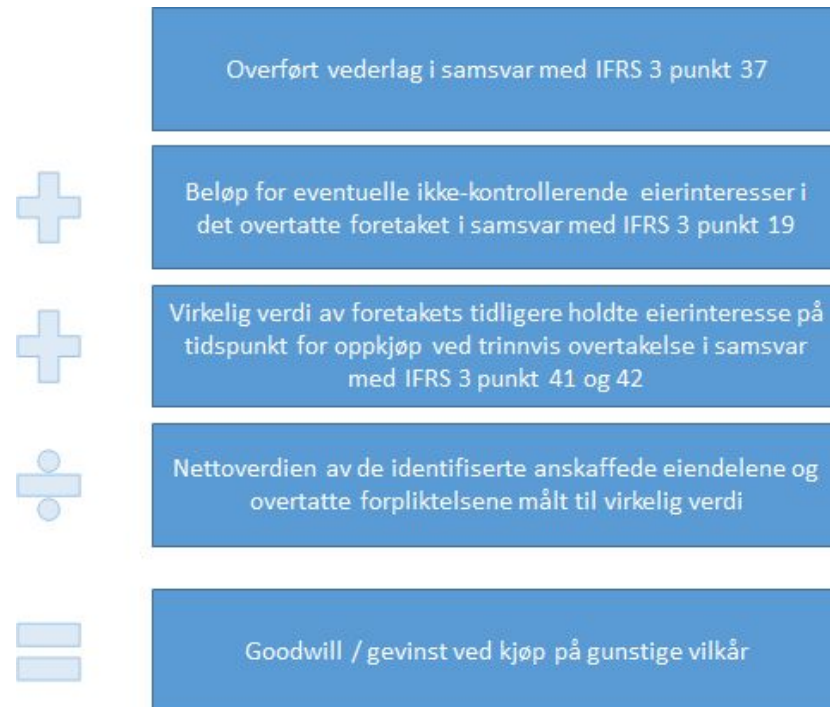 Overført vederlag i samsvar med IFRS 3 punkt 37
Beløp for eventuelle ikke-kontrollerende eierinteresser i
det overtatte foretaket i samsvar med IFRS 3 punkt 19
Virkelig verdi av foretakets tidligere holdte eierinteresse på
tidspunkt for oppkjøp ved trinnvis overtakelse i samsvar
med IFRS 3 punkt 41 og 42
Nettoverdien av de identifiserte anskaffede eiendelene og
overtatte forpliktelsene målt til virkelig verdi
Goodwill / gevinst ved kjøp på gunstige vilkår